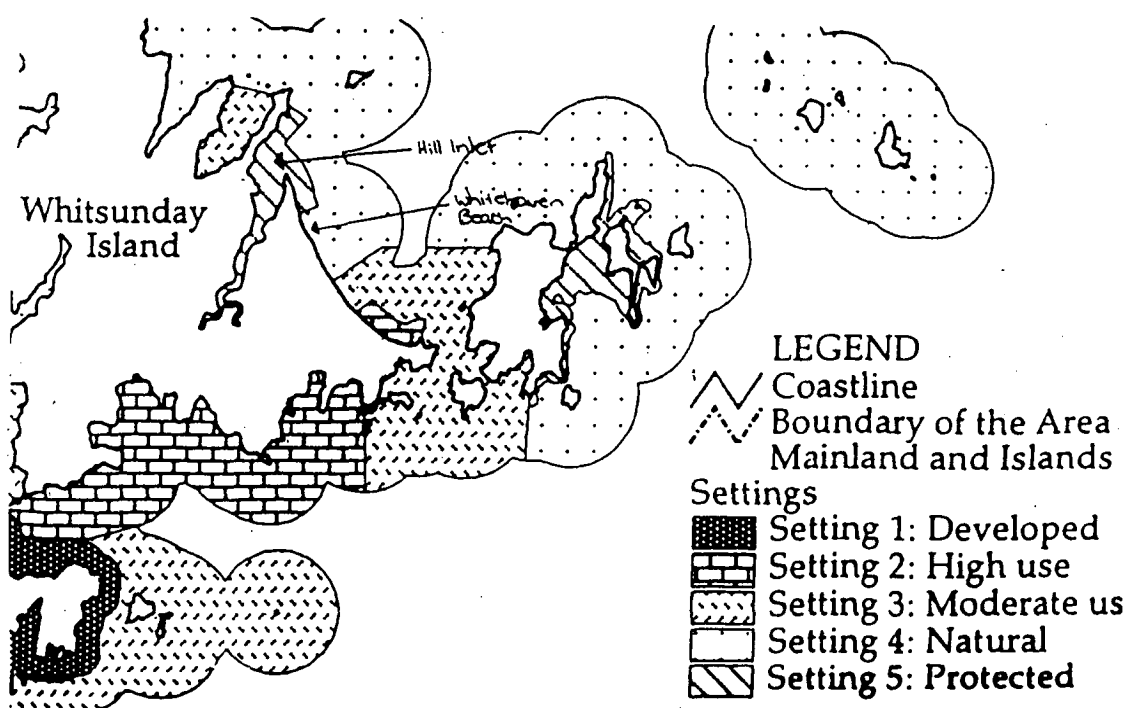 Hill Inlet
Whitehaven
Beach
Whitsunday
Island
LEGEND
Coastline
Boundary of the Area
Mainland and Islands
Settings
Setting 1: Developed
Setting 2: High use
Setting 3: Moderate us
Setting 4: Natural
Setting 5: Protected